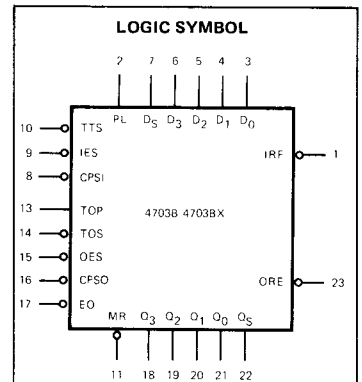 LOGIC SYMBOL
2 7 6 5 4 3
PL DS D3 D2 D1 D0
10 TTS
9 IES IRF 1
8 CPSI
13 TOP 4703B 4703BX
14 TOS
15 OES ORE 23
16 CPSO
17 EO
MR Q3 Q2 Q1 Q0 QS
11 18 19 20 21 22